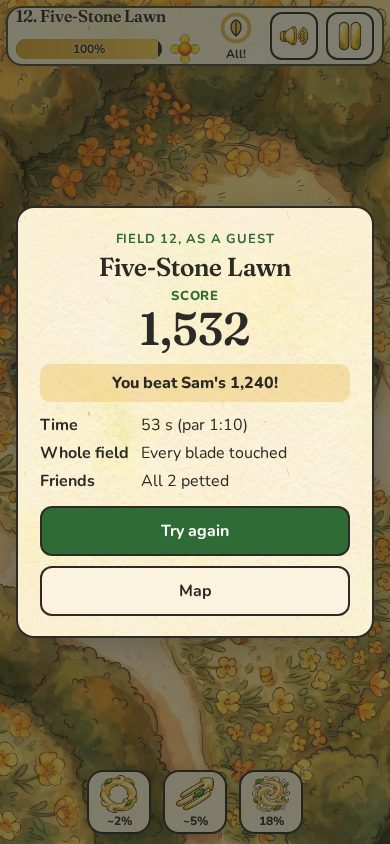 12. Five-Stone Lawn
100%
All!
FIELD 12, AS A GUEST
Five-Stone Lawn
SCORE
1,532
You beat Sam's 1,240!
Time 53 s (par 1:10)
Whole field Every blade touched
Friends All 2 petted
Try again
Map
~2% ~5% 18%